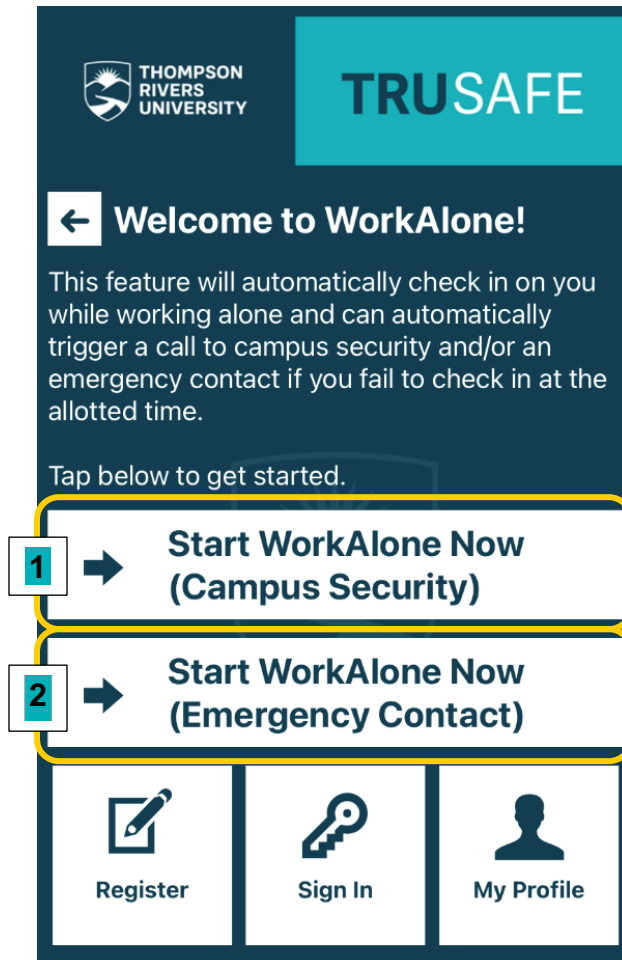 THOMPSON
RIVERS
UNIVERSITY
TRUSAFE
Welcome to WorkAlone!
This feature will automatically check in on you
while working alone and can automatically
trigger a call to campus security and/or an
emergency contact if you fail to check in at the
allotted time.
Tap below to get started.
1
Start WorkAlone Now
(Campus Security)
2
Start WorkAlone Now
(Emergency Contact)
Register
Sign In
My Profile